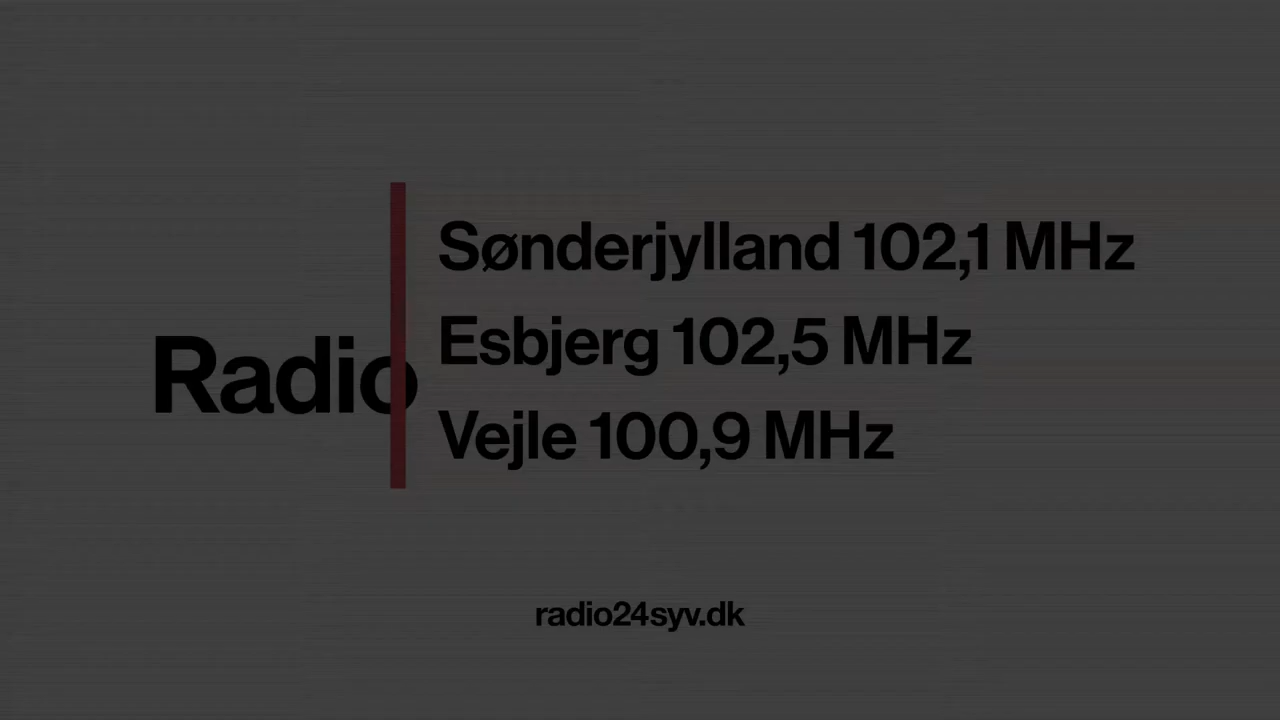 Radio
Sønderjylland 102,1 MHz
Esbjerg 102,5 MHz
Vejle 100,9 MHz
radio24syv.dk